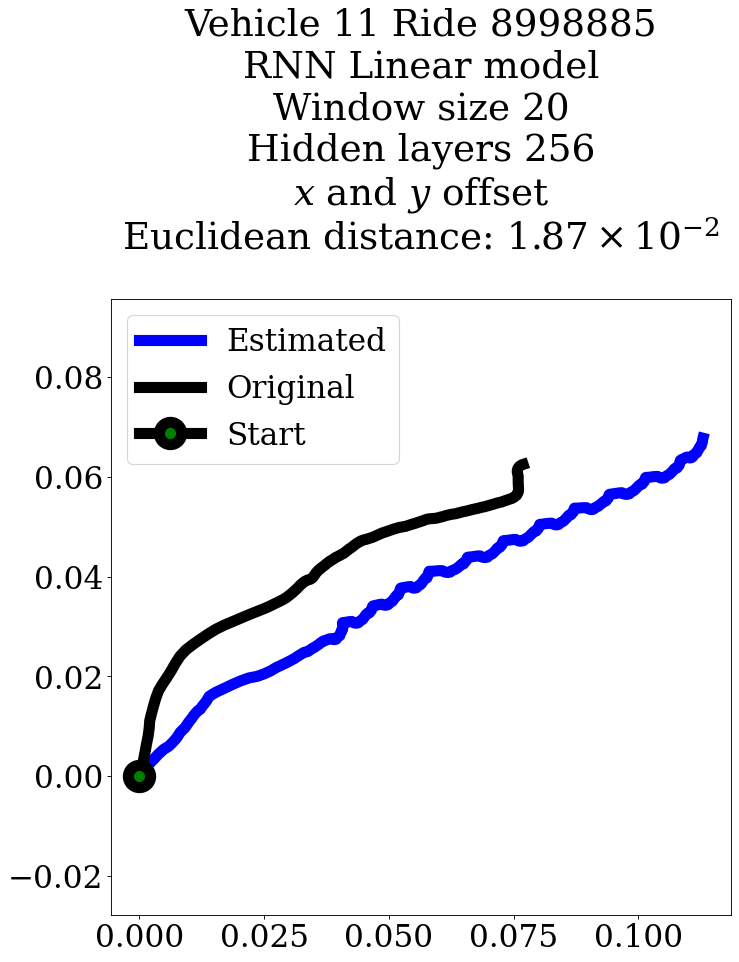 Vehicle 11 Ride 8998885
RNN Linear model
Window size 20
Hidden layers 256
x and y offset
Euclidean distance: 1.87 × 10⁻²
Estimated
Original
Start
0.08
0.06
0.04
0.02
0.00
−0.02
0.000 0.025 0.050 0.075 0.100